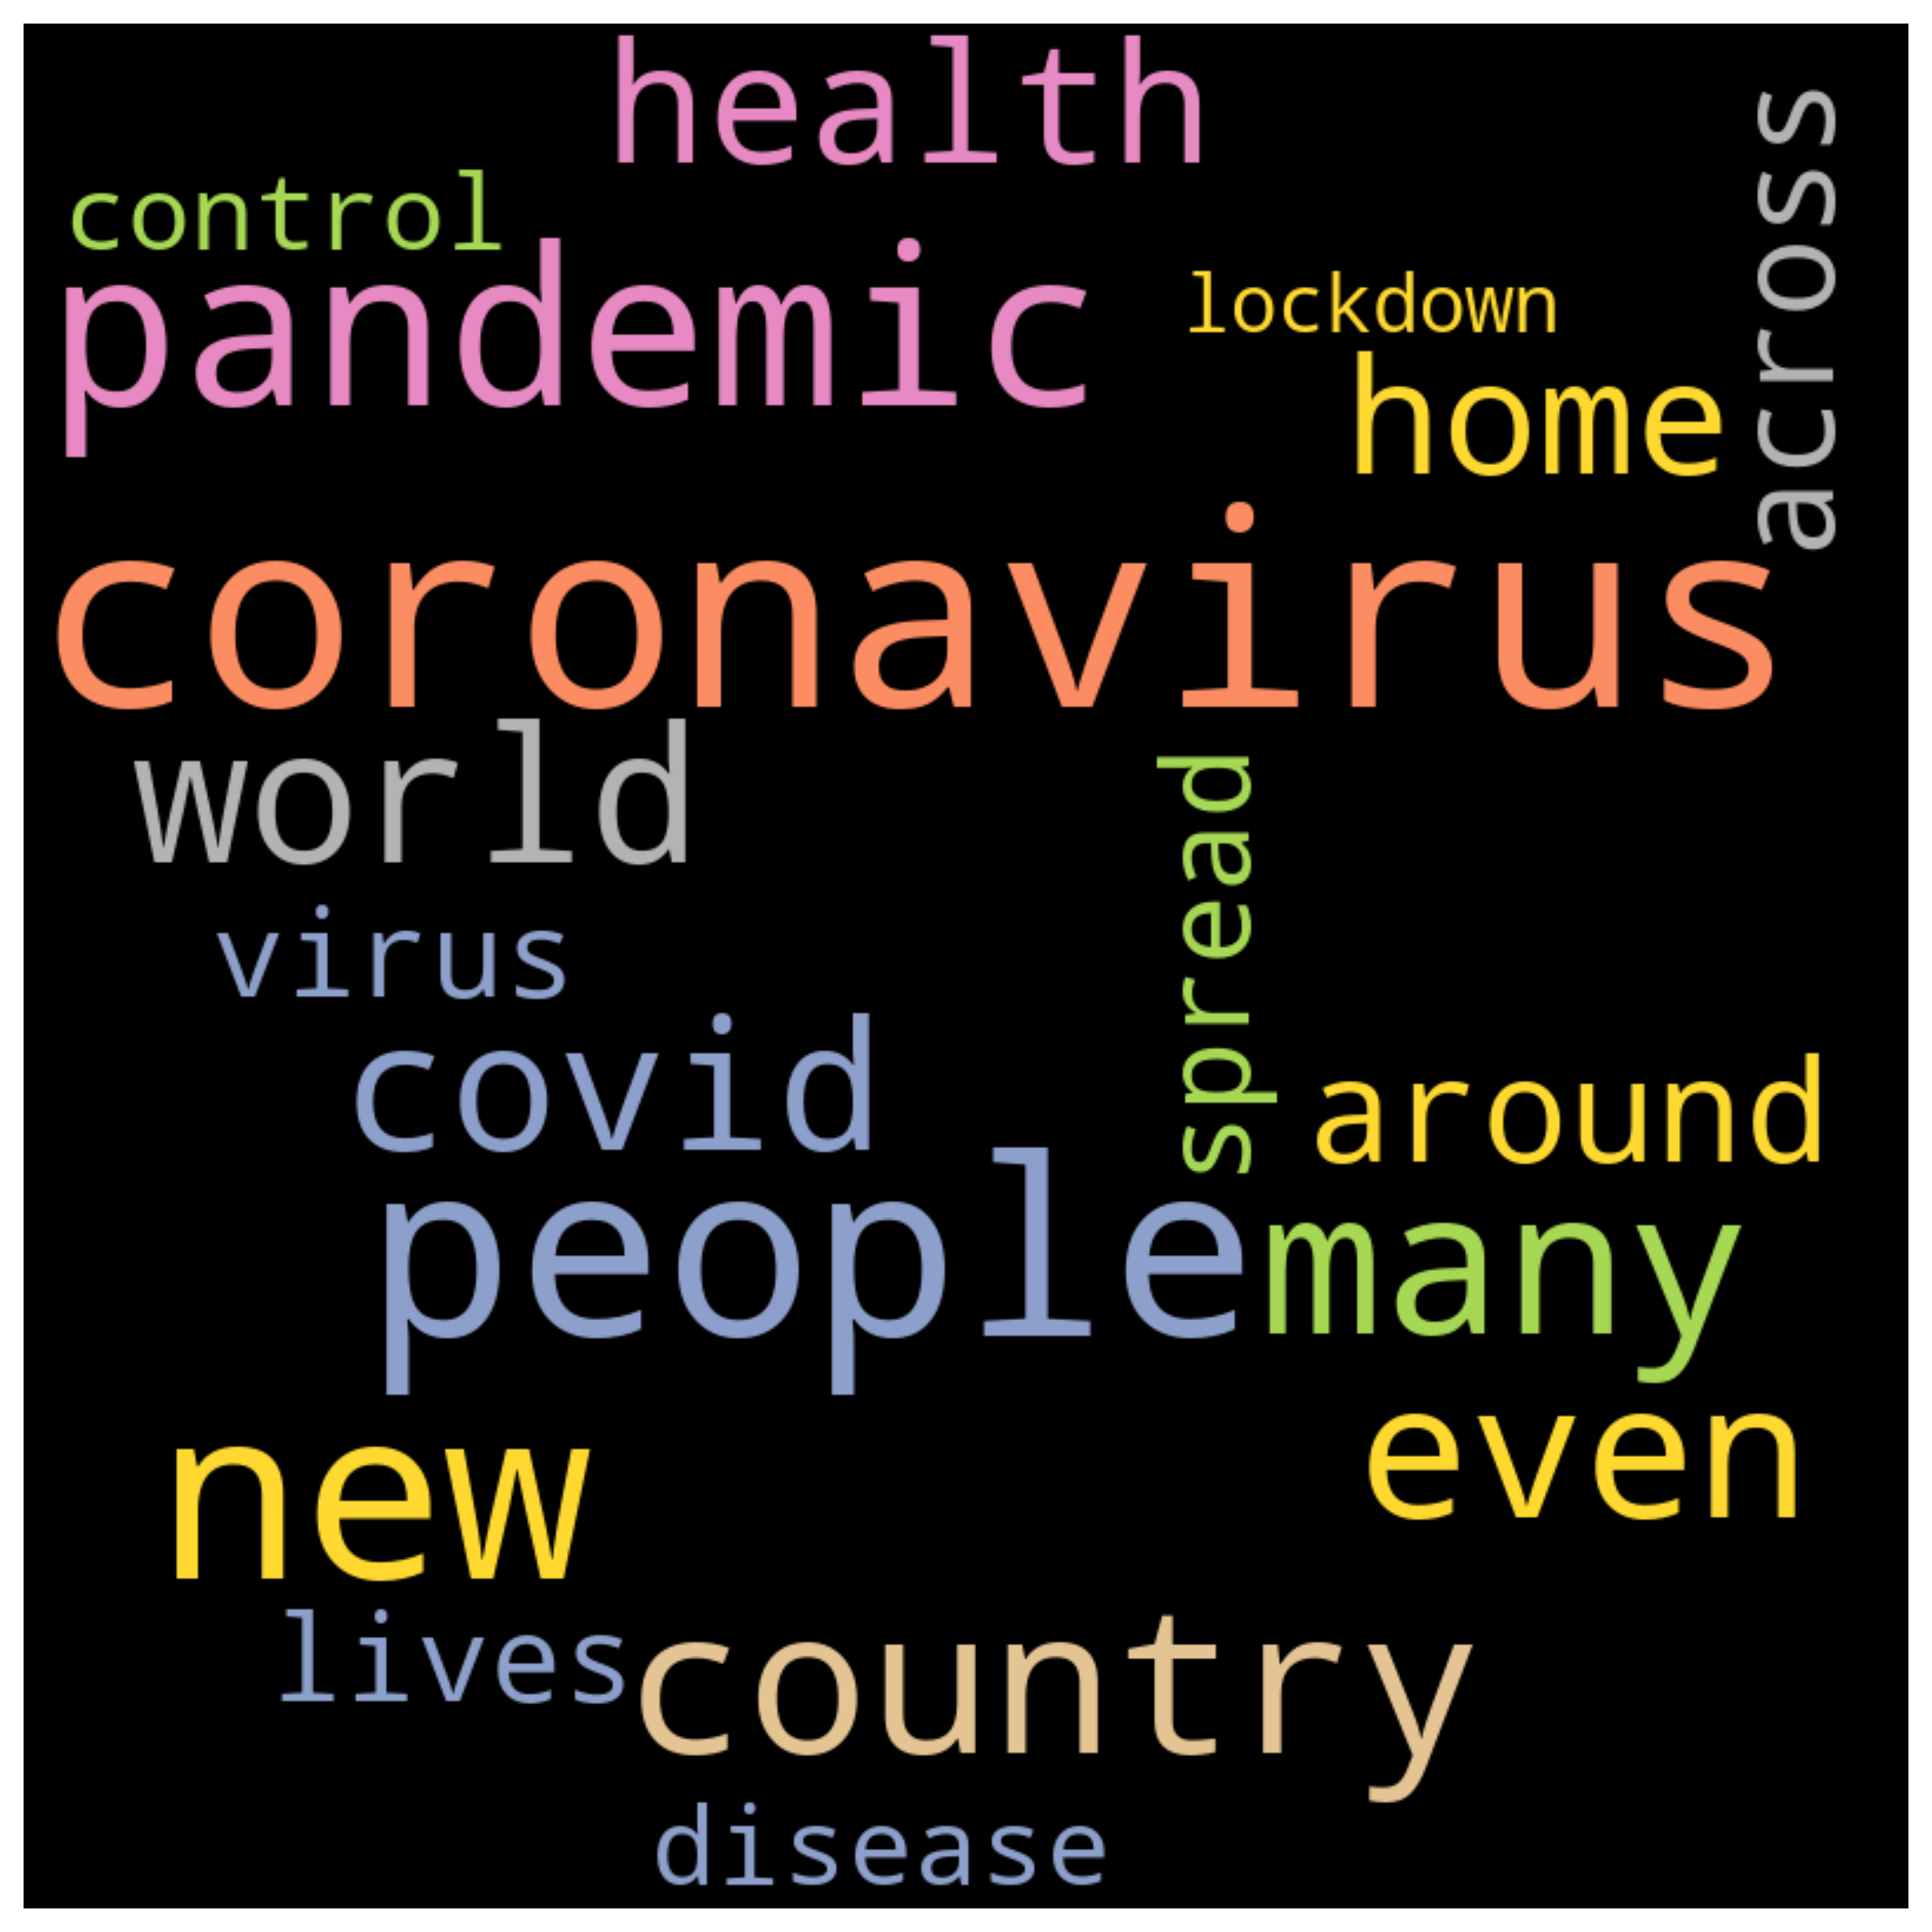 health
across
control
pandemic
lockdown
home
coronavirus
world
spread
virus
covid
around
people
many
new
even
lives
country
disease